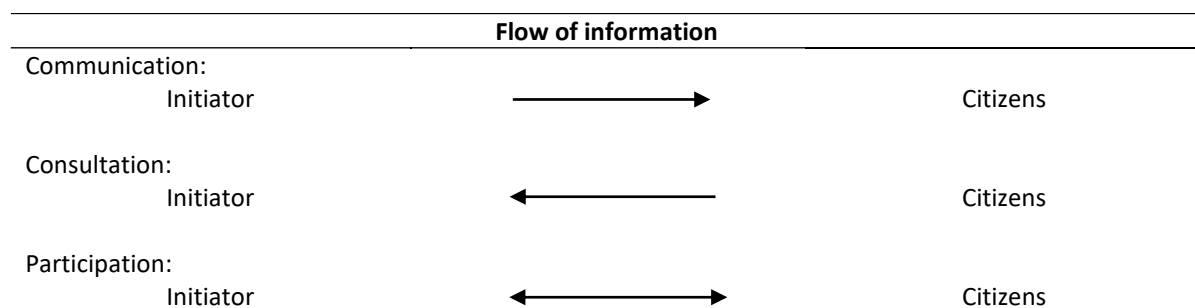 Flow of information
Communication:
Initiator Citizens
Consultation:
Initiator Citizens
Participation:
Initiator Citizens